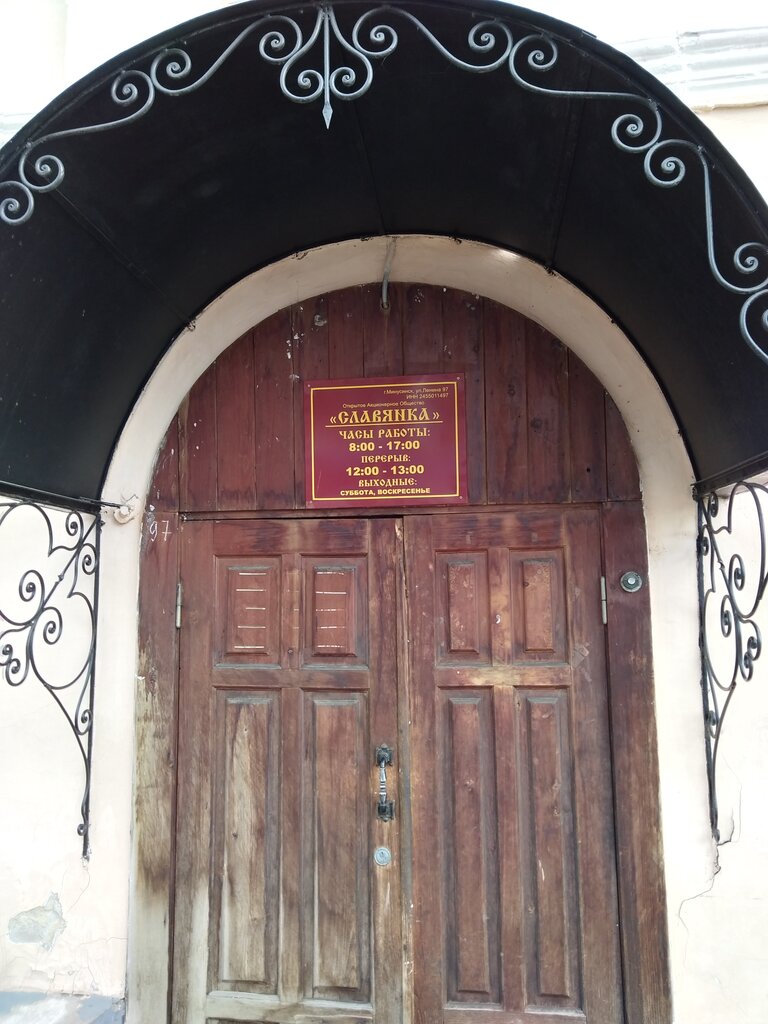 г.Минусинск, ул.Ленина 97
ИНН 2455011497
Открытое Акционерное Общество
«СЛАВЯНКА»
ЧАСЫ РАБОТЫ:
8:00 - 17:00
ПЕРЕРЫВ:
12:00 - 13:00
ВЫХОДНЫЕ:
СУББОТА, ВОСКРЕСЕНЬЕ
97